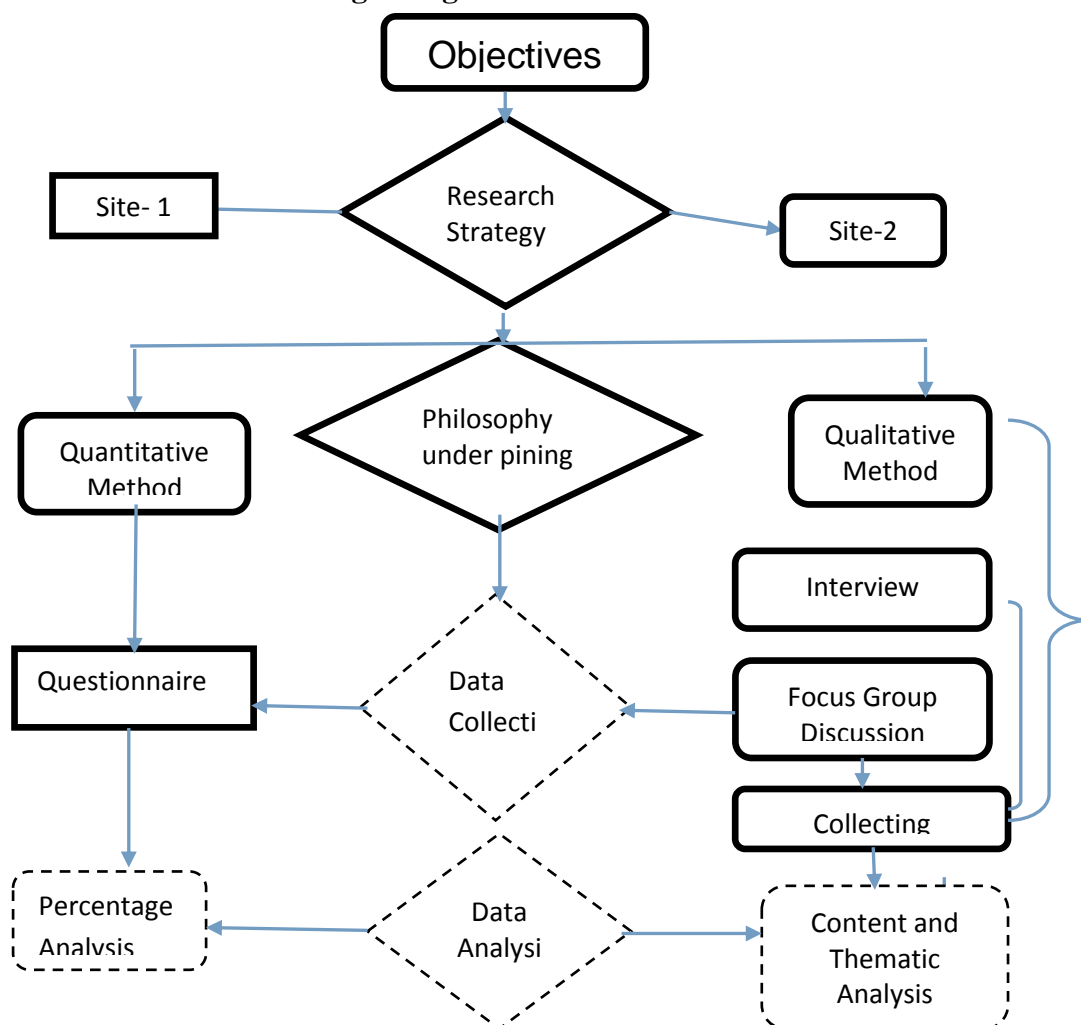 Objectives
Research
Strategy
Site- 1
Site-2
Philosophy
under pining
Quantitative
Method
Qualitative
Method
Interview
Questionnaire
Data
Collecti
Focus Group
Discussion
Collecting
Percentage
Analysis
Data
Analysi
Content and
Thematic
Analysis